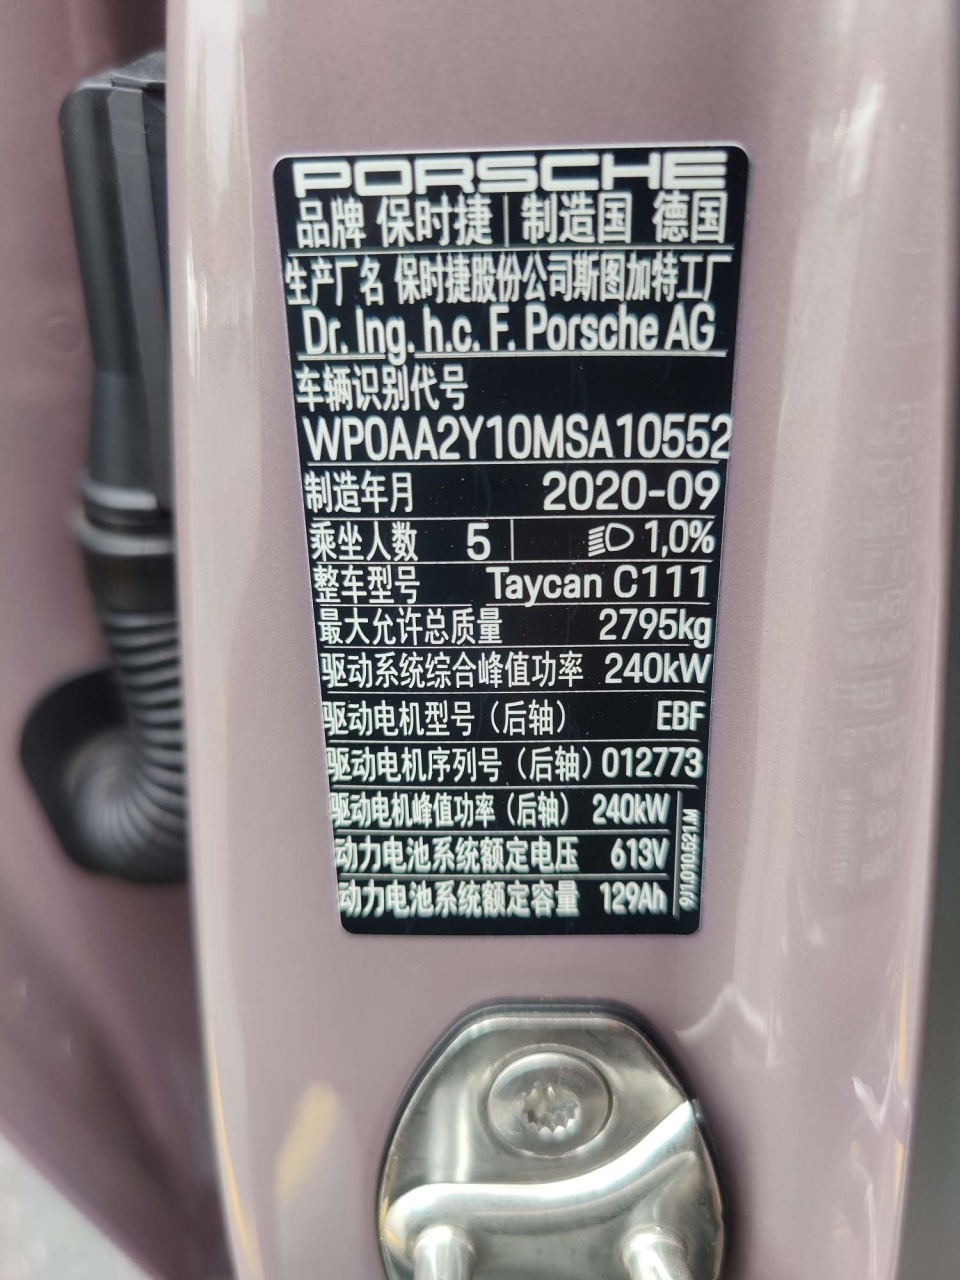 PORSCHE
品牌 保时捷 制造国 德国
生产厂名 保时捷股份公司斯图加特工厂
Dr. Ing. h.c. F. Porsche AG
车辆识别代号
WP0AA2Y10MSA10552
制造年月 2020-09
乘坐人数 5 1,0%
整车型号 Taycan C111
最大允许总质量 2795kg
驱动系统综合峰值功率 240kW
驱动电机型号（后轴） EBF
驱动电机序列号（后轴）012773
驱动电机峰值功率（后轴） 240kW
动力电池系统额定电压 613V
动力电池系统额定容量 129Ah
9J1.010.521.M